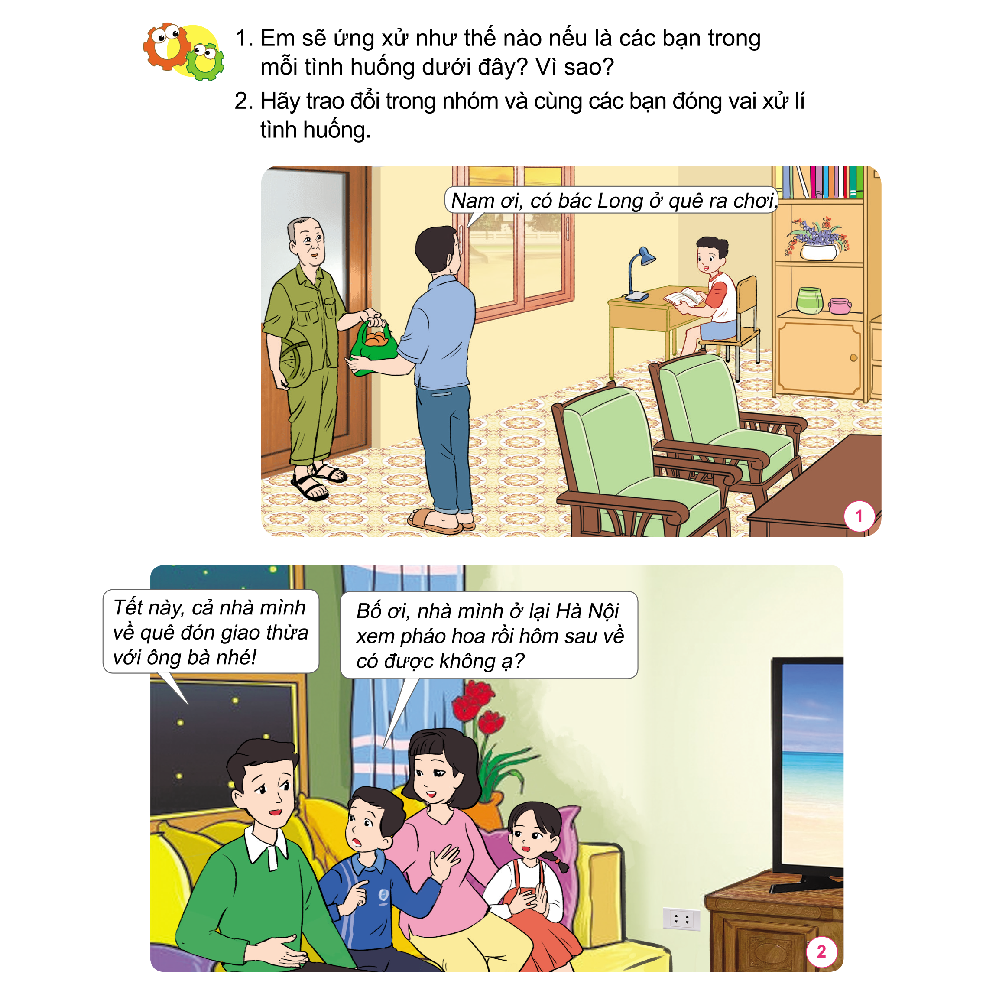 1. Em sẽ ứng xử như thế nào nếu là các bạn trong
mỗi tình huống dưới đây? Vì sao?
2. Hãy trao đổi trong nhóm và cùng các bạn đóng vai xử lí
tình huống.
Nam ơi, có bác Long ở quê ra chơi.
1
Tết này, cả nhà mình
về quê đón giao thừa
với ông bà nhé!
Bố ơi, nhà mình ở lại Hà Nội
xem pháo hoa rồi hôm sau về
có được không ạ?
2